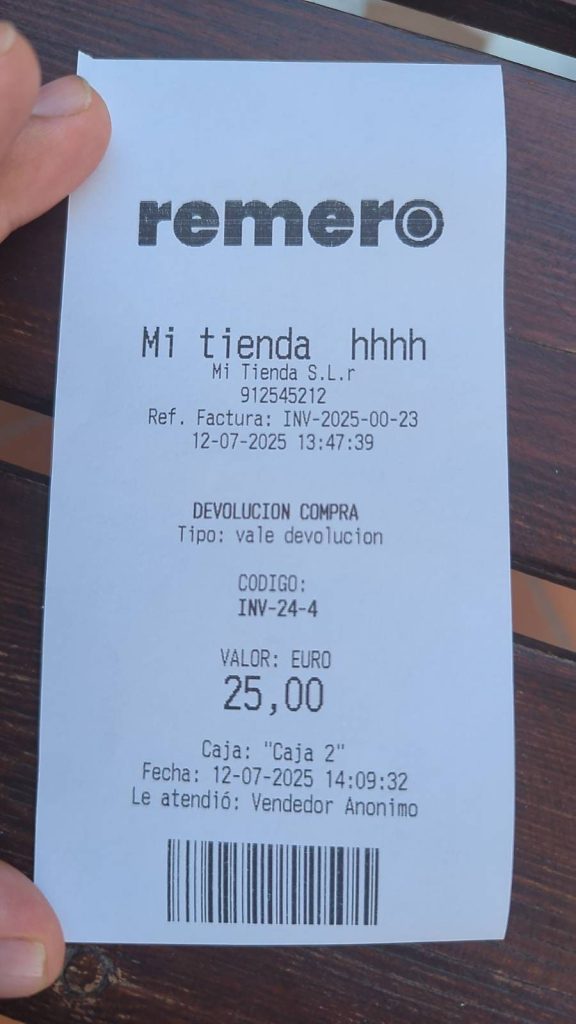 remero
Mi tienda hhhh
Mi Tienda S.L.r
912545212
Ref. Factura: INV-2025-00-23
12-07-2025 13:47:39
DEVOLUCION COMPRA
Tipo: vale devolucion
CODIGO:
INV-24-4
VALOR: EURO
25,00
Caja: "Caja 2"
Fecha: 12-07-2025 14:09:32
Le atendió: Vendedor Anonimo